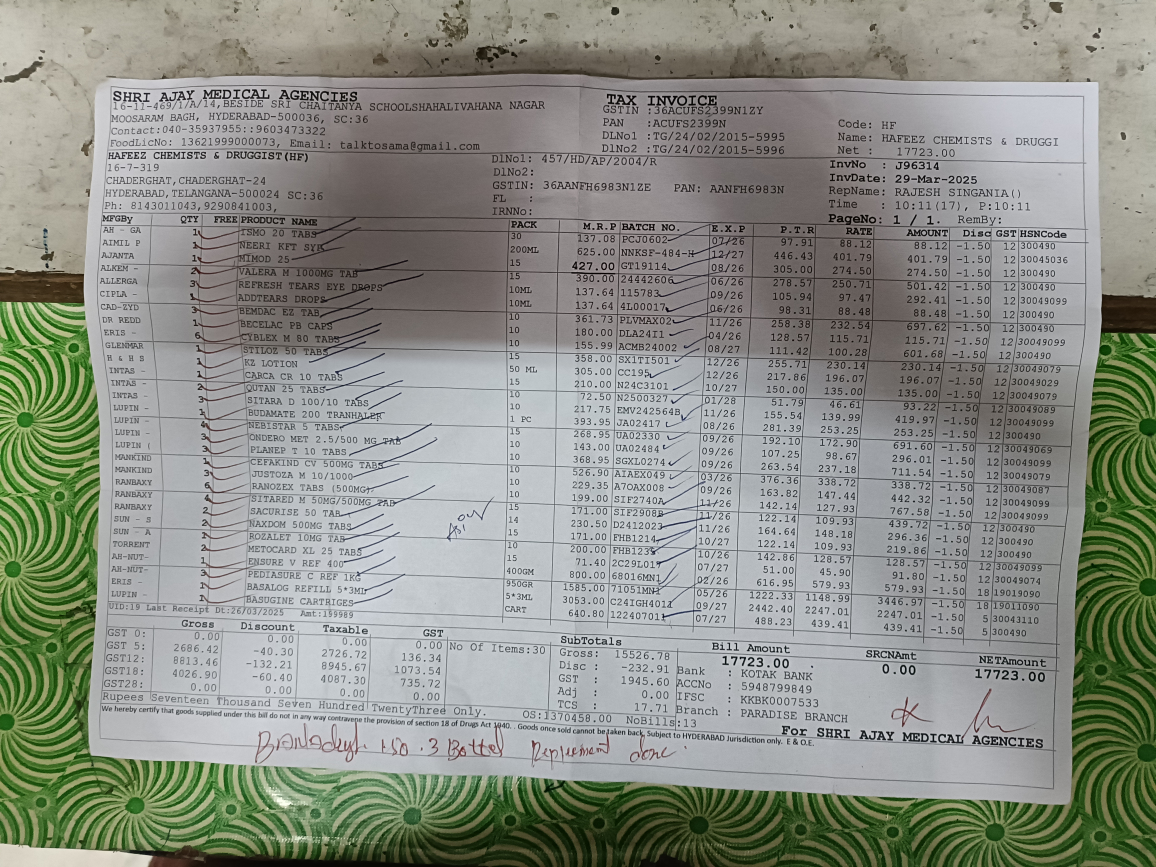 SHRI AJAY MEDICAL AGENCIES
16-11-469/1/A/14,BESIDE SRI CHAITANYA SCHOOLSHAHALIVAHANA NAGAR
MOOSARAM BAGH, HYDERABAD-500036, SC:36
Contact:040-35937955::9603473322
FoodLicNo: 13621999000073, Email: talktosama@gmail.com
TAX INVOICE
GSTIN :36ACUFS2399N1ZY
PAN :ACUFS2399N
DLNo1 :TG/24/02/2015-5995
DLNo2 :TG/24/02/2015-5996
Code: HF
Name: HAFEEZ CHEMISTS & DRUGGI
Net : 17723.00
HAFEEZ CHEMISTS & DRUGGIST(HF)
16-7-319
CHADERGHAT,CHADERGHAT-24
HYDERABAD,TELANGANA-500024 SC:36
Ph: 8143011043,9290841003,
DlNo1: 457/HD/AP/2004/R
DlNo2:
GSTIN: 36AANFH6983N1ZE PAN: AANFH6983N
FL :
IRNNo:
InvNo : J96314
InvDate: 29-Mar-2025
RepName: RAJESH SINGANIA()
Time : 10:11(17), P:10:11
PageNo: 1 / 1. RemBy:
MFGBy QTY FREE PRODUCT NAME PACK M.R.P BATCH NO. E.X.P P.T.R RATE AMOUNT Disc GST HSNCode
AH - GA 1 ISMO 20 TABS 30 137.08 PCJ0602 07/26 97.91 88.12 88.12 -1.50 12 300490
AIMIL P 1 NEERI KFT SYP 200ML 625.00 NNKSF-484-H 12/27 446.43 401.79 401.79 -1.50 12 30045036
AJANTA 1 MIMOD 25 15 427.00 GT19114 08/26 305.00 274.50 274.50 -1.50 12 300490
ALKEM - 2 VALERA M 1000MG TAB 15 390.00 24442606 06/26 278.57 250.71 501.42 -1.50 12
ALLERGA 3 REFRESH TEARS EYE DROPS 10ML 137.64 115783 09/26 105.94 97.47 292.41 -1.50 12 30049099
CIPLA - 1 ADDTEARS DROPS 10ML 137.64 4L00017 06/26 98.31 88.48 88.48 -1.50 12 300490
CAD-ZYD 3 BEMDAC EZ TAB 10 361.73 PLVMAX02 11/26 258.38 232.54 697.62 -1.50 12 300490
DR REDD 1 BECELAC PB CAPS 10 180.00 DLA24I1 04/26 128.57 115.71 115.71 -1.50 12 30049099
ERIS - 6 CYBLEX M 80 TABS 10 155.99 ACMB24002 08/27 111.42 100.28 601.68 -1.50 12 300490
GLENMAR 1 STILOZ 50 TABS 15 358.00 SX1TI501 12/26 255.71 230.14 230.14 -1.50 12 30049079
H & H S 1 KZ LOTION 50 ML 305.00 CC195 12/26 217.86 196.07 196.07 -1.50 12 30049029
INTAS - 1 CARCA CR 10 TABS 15 210.00 N24C3101 10/27 150.00 135.00 135.00 -1.50 12 30049079
INTAS - 2 QUTAN 25 TABS 10 72.50 N2500327 01/28 51.79 46.61 93.22 -1.50 12 30049089
INTAS - 3 SITARA D 100/10 TABS 10 217.75 EMV242564B 11/26 155.54 139.99 419.97 -1.50 12 30049099
LUPIN - 1 BUDAMATE 200 TRANHALER 1 PC 393.95 JA02417 08/26 281.39 253.25 253.25 -1.50 12 300490
LUPIN - 4 NEBISTAR 5 TABS 15 268.95 UA02330 09/26 192.10 172.90 691.60 -1.50 12 30049069
LUPIN - 3 ONDERO MET 2.5/500 MG TAB 10 143.00 UA02484 09/26 107.25 98.67 296.01 -1.50 12 30049099
LUPIN ( 3 PLANEP T 10 TABS 10 368.95 SGXL0274 09/26 263.54 237.18 711.54 -1.50 12 30049079
MANKIND 1 CEFAKIND CV 500MG TABS 10 526.90 AIAEX049 03/26 376.36 338.72 338.72 -1.50 12 30049087
MANKIND 3 JUSTOZA M 10/1000 10 229.35 A7OAX008 09/26 163.82 147.44 442.32 -1.50 12 30049099
RANBAXY 6 RANOZEX TABS (500MG) 10 199.00 SIF2740A 11/26 142.14 127.93 767.58 -1.50 12 30049099
RANBAXY 4 SITARED M 50MG/500MG TAB 15 171.00 SIF2908B 11/26 122.14 109.93 439.72 -1.50 12 300490
RANBAXY 2 SACURISE 50 TAB 14 230.50 D2412023 11/26 164.64 148.18 296.36 -1.50 12
SUN - S 2 NAXDOM 500MG TABS 15 171.00 FHB1214 10/27 122.14 109.93 219.86 -1.50 12
SUN - A 1 ROZALET 10MG TAB 10 200.00 FHB1235 10/26 142.86 128.57 128.57 -1.50 12 30049099
TORRENT 2 METOCARD XL 25 TABS 15 71.40 2C29L017 07/27 51.00 45.90 91.80 -1.50 12 30049074
AH-NUT- 1 ENSURE V REF 400 400GM 800.00 68016MN1 02/26 616.95 579.93 579.93 -1.50 18 19019090
AH-NUT- 3 PEDIASURE C REF 1KG 950GR 1585.00 71051MN1 05/26 1222.33 1148.99 3446.97 -1.50 18 19011090
ERIS - 1 BASALOG REFILL 5*3ML 5*3ML 3053.00 C24IGH4011 09/27 2442.40 2247.01 2247.01 -1.50 5 30043110
LUPIN - 1 BASUGINE CARTRIGES CART 640.80 122407011 07/27 488.23 439.41 439.41 -1.50 5 300490
UID:19 Last Receipt Dt:26/03/2025 Amt:199989
Gross Discount Taxable GST
GST 0: 0.00 0.00 0.00 0.00
GST 5: 2686.42 -40.30 2726.72 136.34
GST12: 8813.46 -132.21 8945.67 1073.54
GST18: 4026.90 -60.40 4087.30 735.72
GST28: 0.00 0.00 0.00 0.00
No Of Items:30
SubTotals
Gross: 15526.78
Disc : -232.91
GST : 1945.60
Adj : 0.00
TCS : 17.71
Bill Amount
17723.00
Bank : KOTAK BANK
ACCNo : 5948799849
IFSC : KKBK0007533
Branch : PARADISE BRANCH
SRCNAmt
0.00
NETAmount
17723.00
Rupees Seventeen Thousand Seven Hundred TwentyThree Only. OS:1370458.00 NoBills:13
We hereby certify that goods supplied under this bill do not in any way contravene the provision of section 18 of Drugs Act 1940. . Goods once sold cannot be taken back, Subject to HYDERABAD Jurisdiction only. E & O.E.
For SHRI AJAY MEDICAL AGENCIES
150 3 Bottel Replement done.